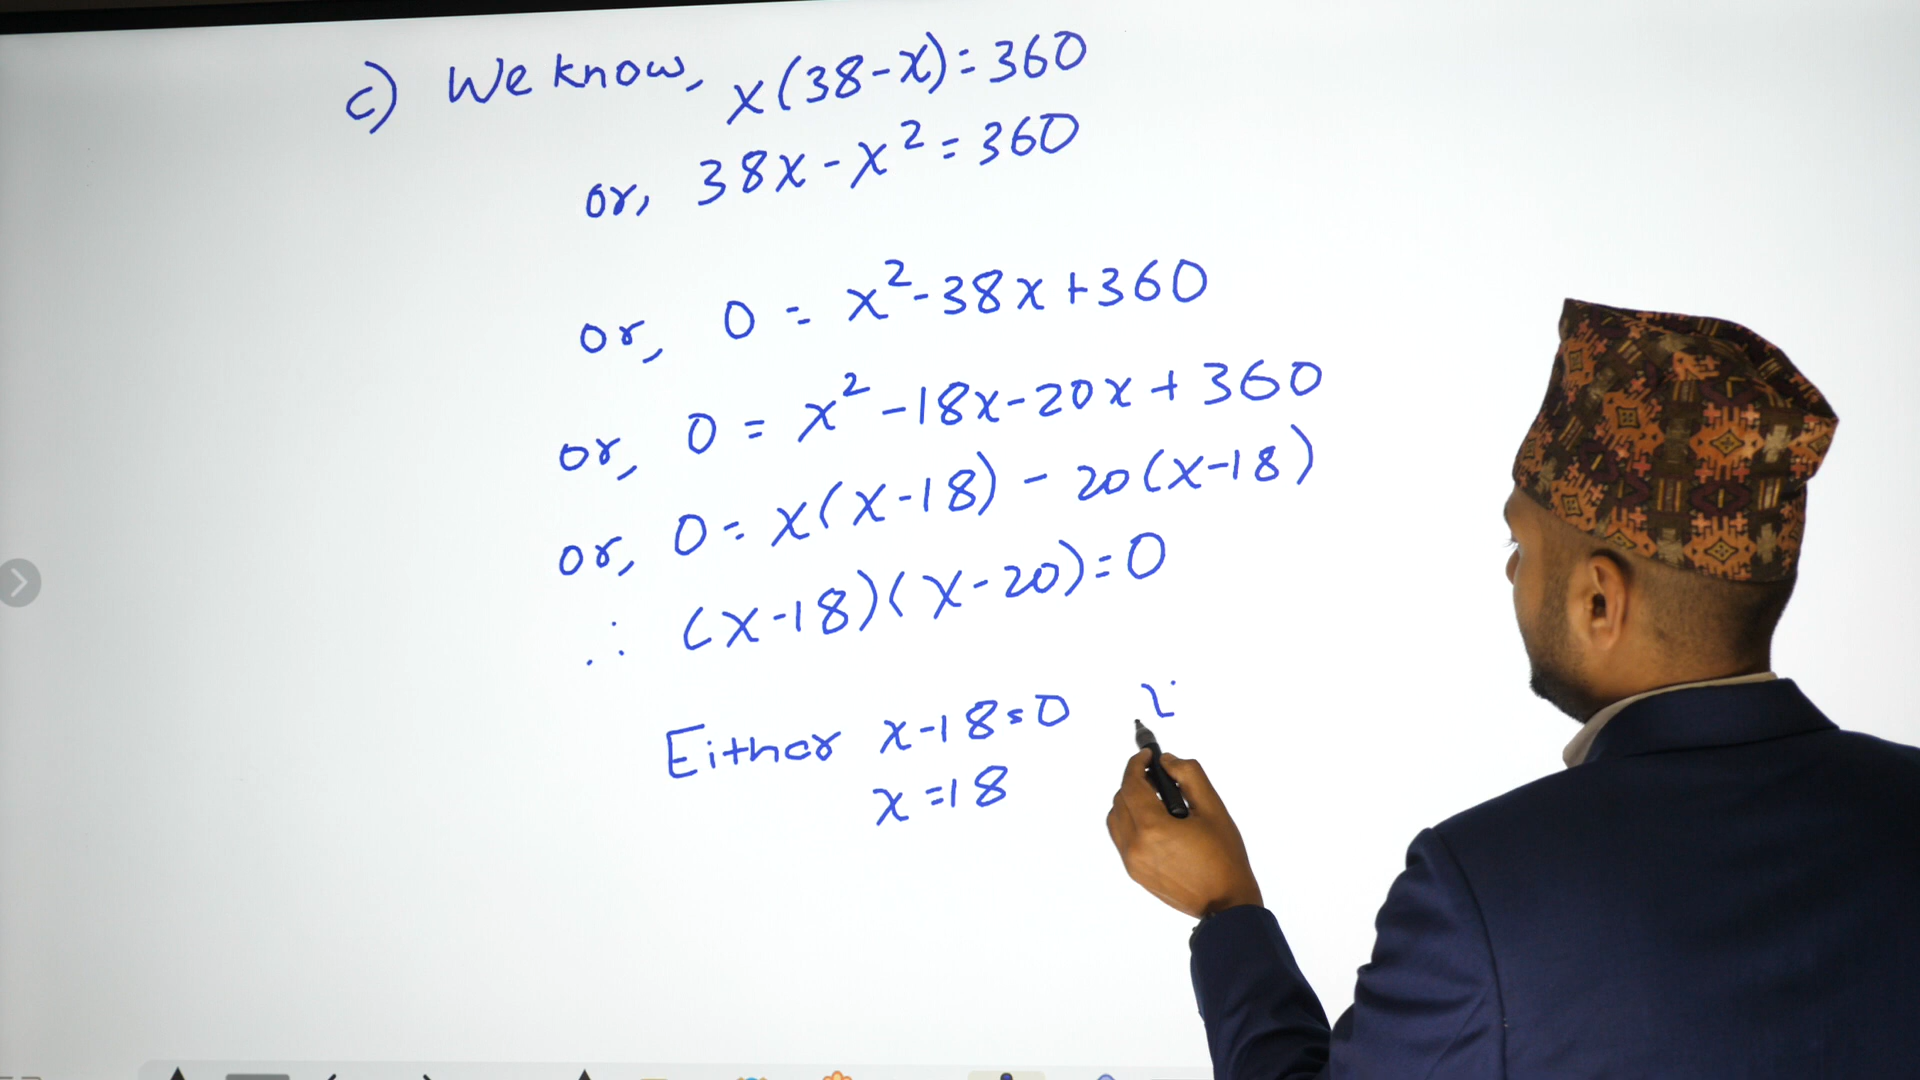 c) We know, x(38-x)=360
or, 38x-x²=360
or, 0 = x²-38x+360
or, 0 = x²-18x-20x+360
or, 0 = x(x-18) - 20(x-18)
∴ (x-18)(x-20)=0
Either x-18=0
x=18